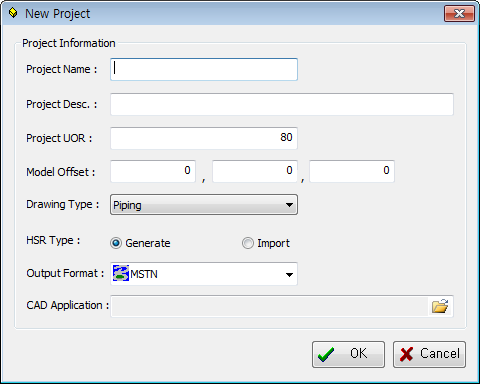 New Project
Project Information
Project Name :
Project Desc. :
Project UOR : 80
Model Offset : 0 , 0 , 0
Drawing Type : Piping
HSR Type : Generate Import
Output Format : MSTN
CAD Application :
OK Cancel